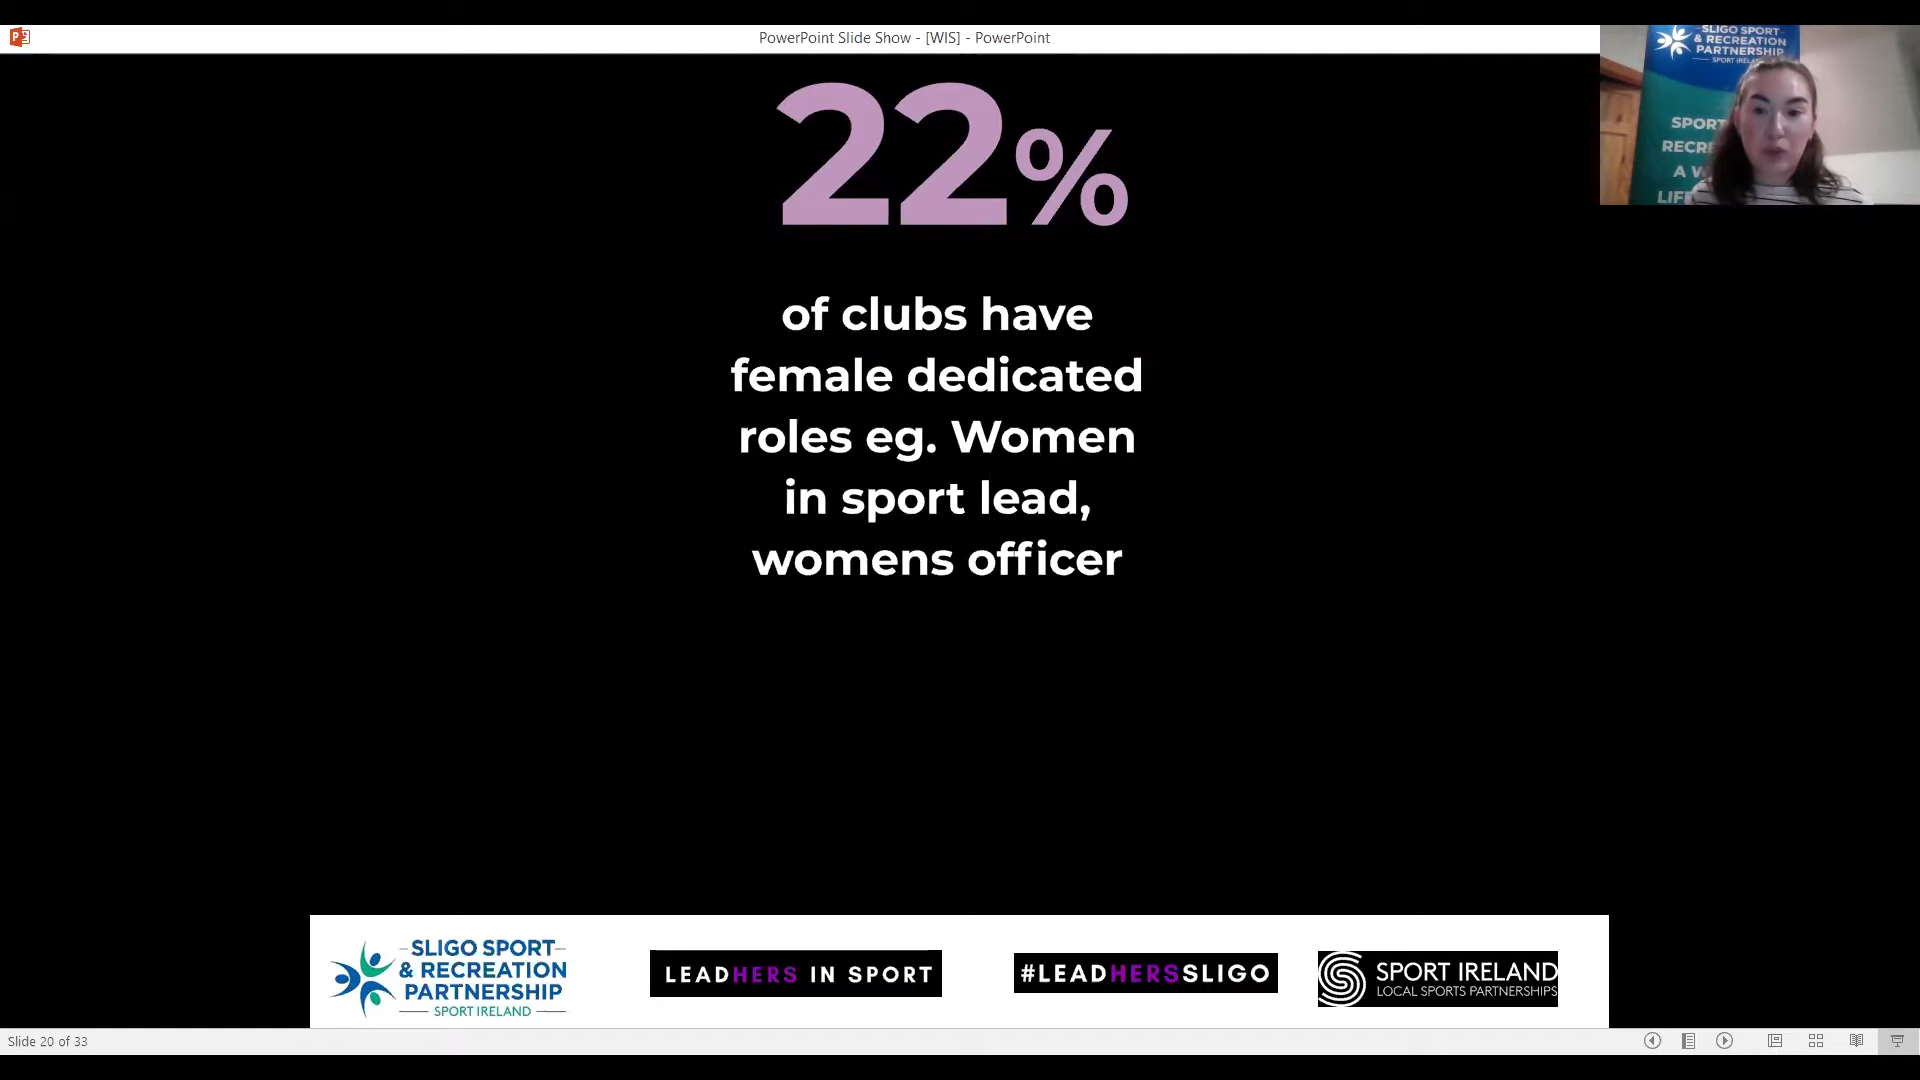 PowerPoint Slide Show - [WIS] - PowerPoint
SLIGO SPORT
& RECREATION
PARTNERSHIP
SPORT
A
22%
of clubs have
female dedicated
roles eg. Women
in sport lead,
womens officer
SLIGO SPORT
& RECREATION
PARTNERSHIP
SPORT IRELAND
LEADHERS IN SPORT
#LEADHERSSLIGO
SPORT IRELAND
LOCAL SPORTS PARTNERSHIPS
Slide 20 of 33